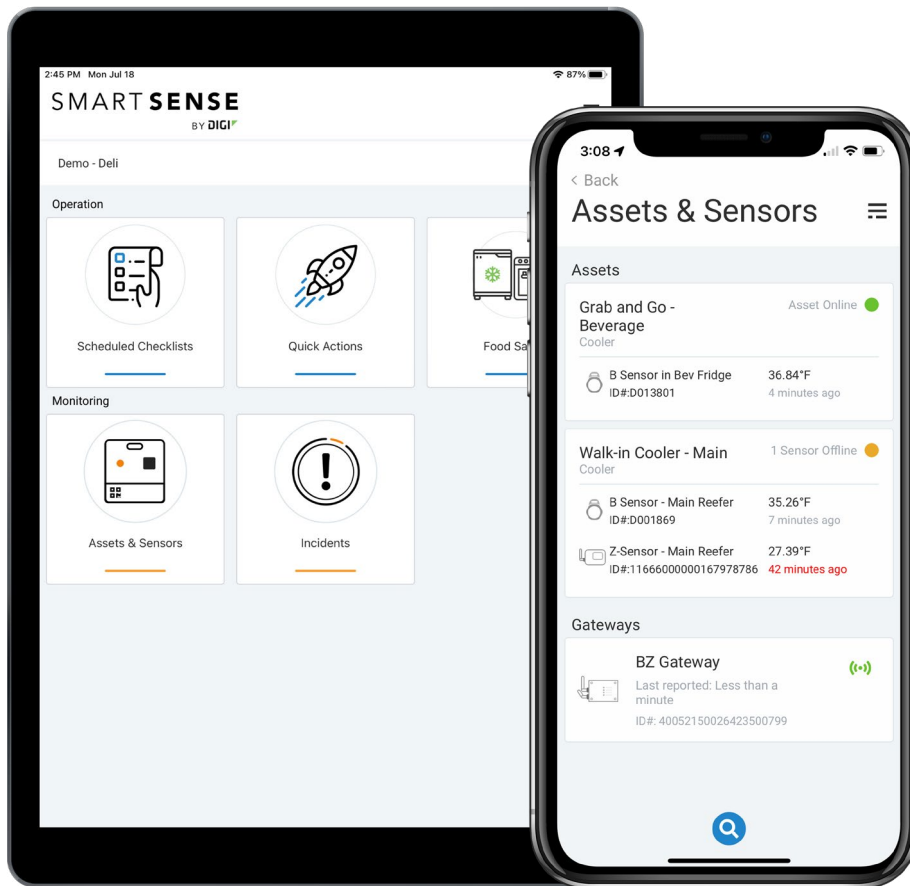 2:45 PM Mon Jul 18
87%
SMART SENSE
BY DIGI
Demo - Deli
Operation
Scheduled Checklists
Quick Actions
Food Sa
Monitoring
Assets & Sensors
Incidents
3:08
< Back
Assets & Sensors
Assets
Grab and Go -
Beverage
Asset Online
Cooler
B Sensor in Bev Fridge 36.84°F
ID#:D013801 4 minutes ago
Walk-in Cooler - Main 1 Sensor Offline
Cooler
B Sensor - Main Reefer 35.26°F
ID#:D001869 7 minutes ago
Z-Sensor - Main Reefer 27.39°F
ID#:11666000000167978786 42 minutes ago
Gateways
BZ Gateway
Last reported: Less than a
minute
ID#: 40052150026423500799